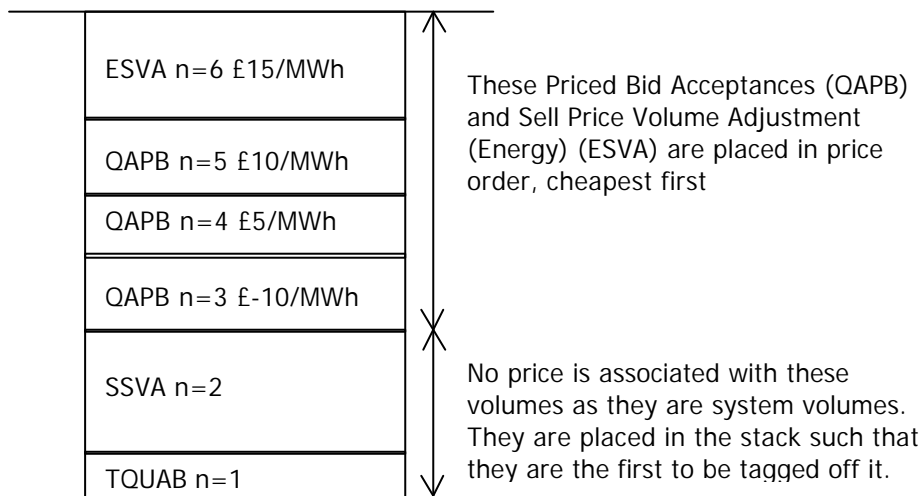 ESVA n=6 £15/MWh
QAPB n=5 £10/MWh
QAPB n=4 £5/MWh
QAPB n=3 £-10/MWh
SSVA n=2
TQUAB n=1
These Priced Bid Acceptances (QAPB)
and Sell Price Volume Adjustment
(Energy) (ESVA) are placed in price
order, cheapest first
No price is associated with these
volumes as they are system volumes.
They are placed in the stack such that
they are the first to be tagged off it.